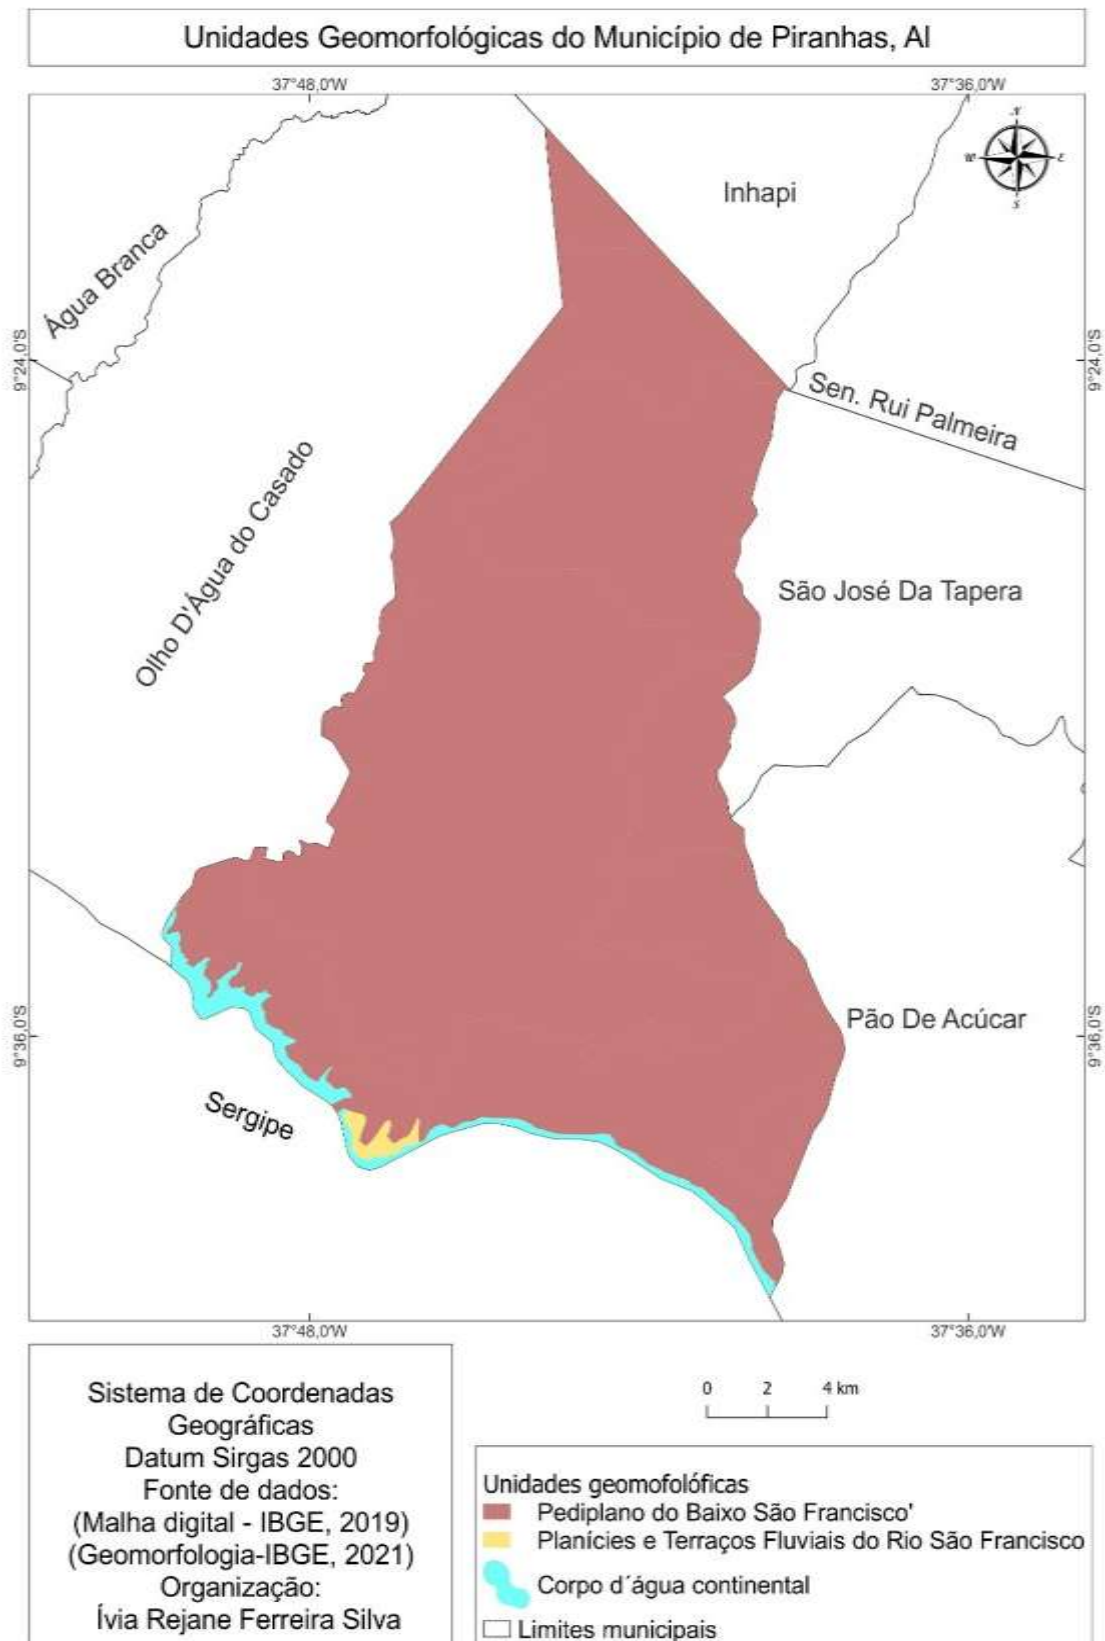 Unidades Geomorfológicas do Município de Piranhas, Al
37°48,0'W
37°36,0'W
N
W
E
S
Inhapi
Água Branca
9°24,0'S
9°24,0'S
Sen. Rui Palmeira
Olho D'Água do Casado
São José Da Tapera
Pão De Acúcar
9°36,0'S
9°36,0'S
Sergipe
37°48,0'W
37°36,0'W
Sistema de Coordenadas
Geográficas
Datum Sirgas 2000
Fonte de dados:
(Malha digital - IBGE, 2019)
(Geomorfologia-IBGE, 2021)
Organização:
Ívia Rejane Ferreira Silva
0 2 4 km
Unidades geomofolóficas
Pediplano do Baixo São Francisco'
Planícies e Terraços Fluviais do Rio São Francisco
Corpo d´água continental
Limites municipais